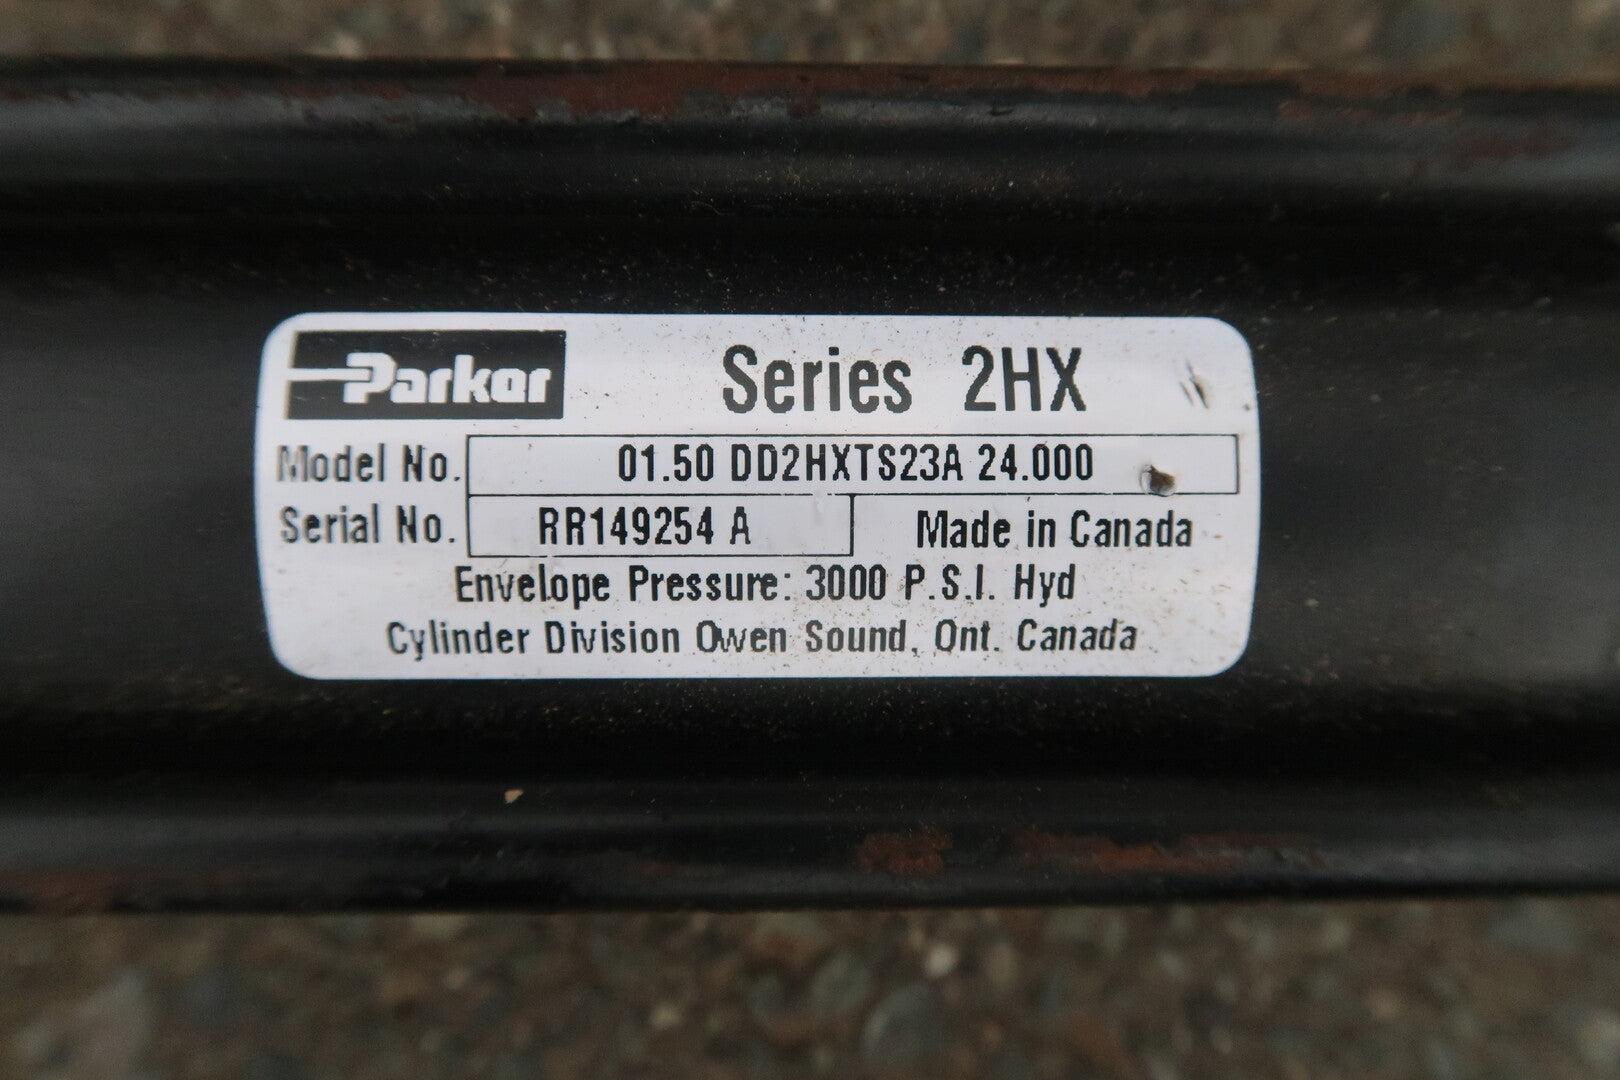 Parker Series 2HX
Model No. 01.50 DD2HXTS23A 24.000
Serial No. RR149254 A Made in Canada
Envelope Pressure: 3000 P.S.I. Hyd
Cylinder Division Owen Sound, Ont. Canada